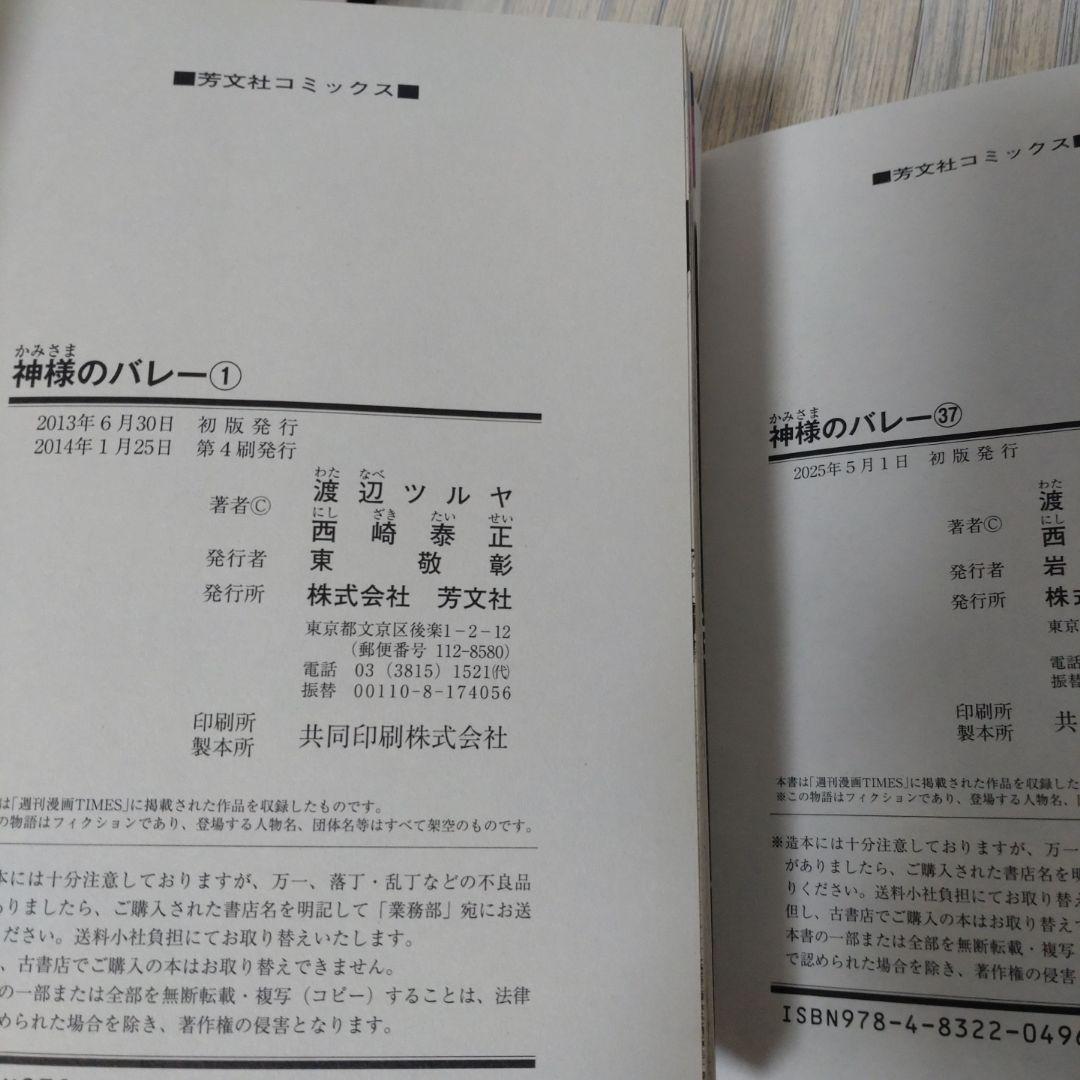 ■芳文社コミックス■
かみさま
神様のバレー①
2013年6月30日 初版発行
2014年1月25日 第4刷発行
わた なべ
著者Ⓒ 渡辺ツルヤ
にし ざき たい せい
西崎泰正
発行者 東敬彰
発行所 株式会社 芳文社
東京都文京区後楽1-2-12
(郵便番号 112-8580)
電話 03 (3815) 1521㈹
振替 00110-8-174056
印刷所
製本所 共同印刷株式会社
は「週刊漫画TIMES」に掲載された作品を収録したものです。
の物語はフィクションであり、登場する人物名、団体名等はすべて架空のものです。
本には十分注意しておりますが、万一、落丁・乱丁などの不良品
ありましたら、ご購入された書店名を明記して「業務部」宛にお送
ください。送料小社負担にてお取り替えいたします。
、古書店でご購入の本はお取り替えできません。
の一部または全部を無断転載・複写(コピー)することは、法律
められた場合を除き、著作権の侵害となります。
■芳文社コミックス■
かみさま
神様のバレー㊲
2025年5月1日 初版発行
わた
著者Ⓒ 渡
にし
西
発行者 岩
発行所 株式
東京
電話
振替
印刷所
製本所 共
本書は「週刊漫画TIMES」に掲載された作品を収録した
※この物語はフィクションであり、登場する人物名、団
※造本には十分注意しておりますが、万一
がありましたら、ご購入された書店名を明
りください。送料小社負担にてお取り替え
但し、古書店でご購入の本はお取り替えで
本書の一部または全部を無断転載・複写
で認められた場合を除き、著作権の侵害
ISBN978-4-8322-0496